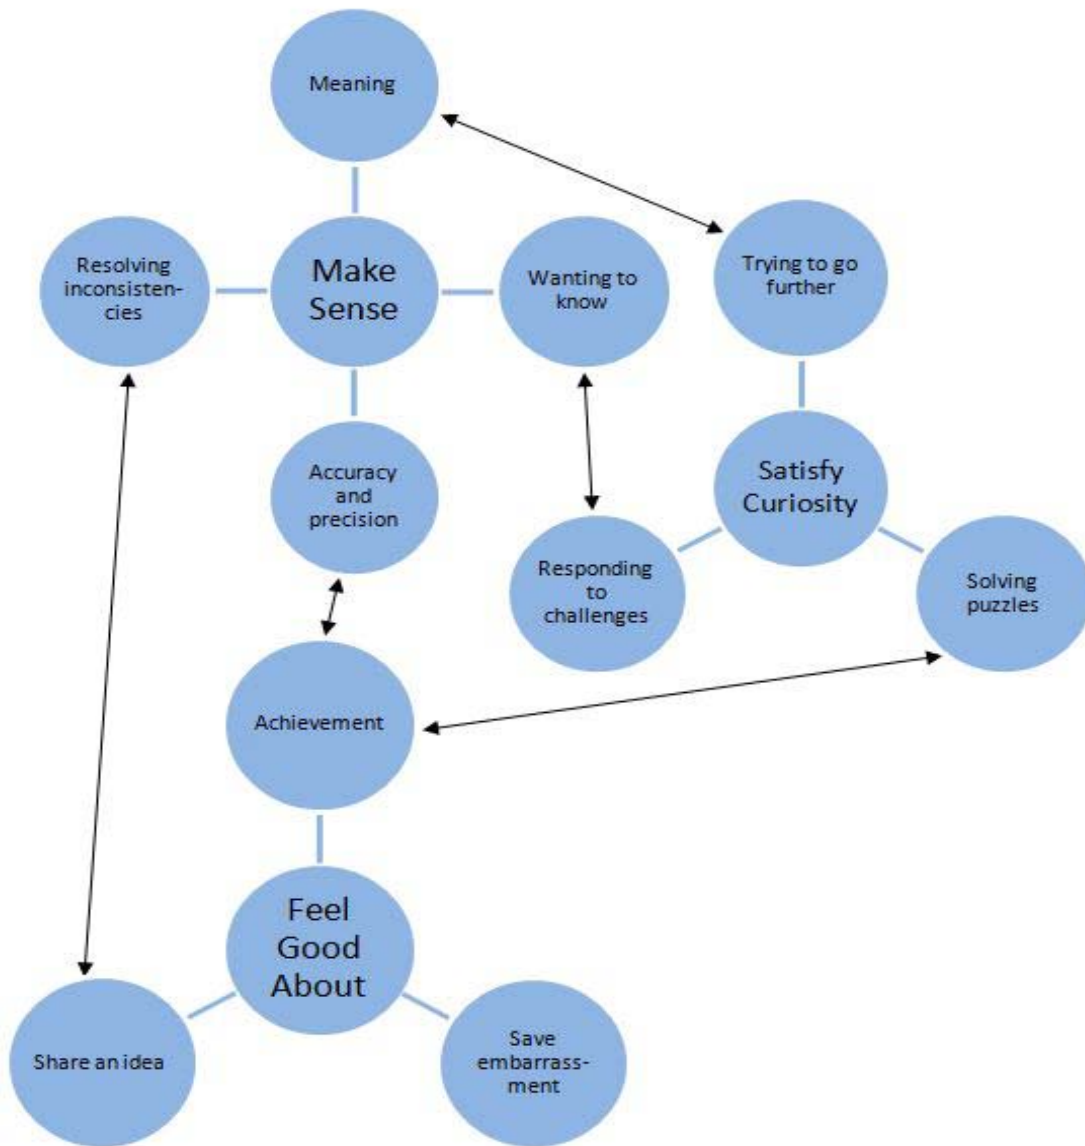 Meaning
Resolving
inconsisten-
cies
Make
Sense
Wanting to
know
Trying to go
further
Accuracy
and
precision
Satisfy
Curiosity
Responding
to
challenges
Solving
puzzles
Achievement
Feel
Good
About
Share an idea
Save
embarrass-
ment